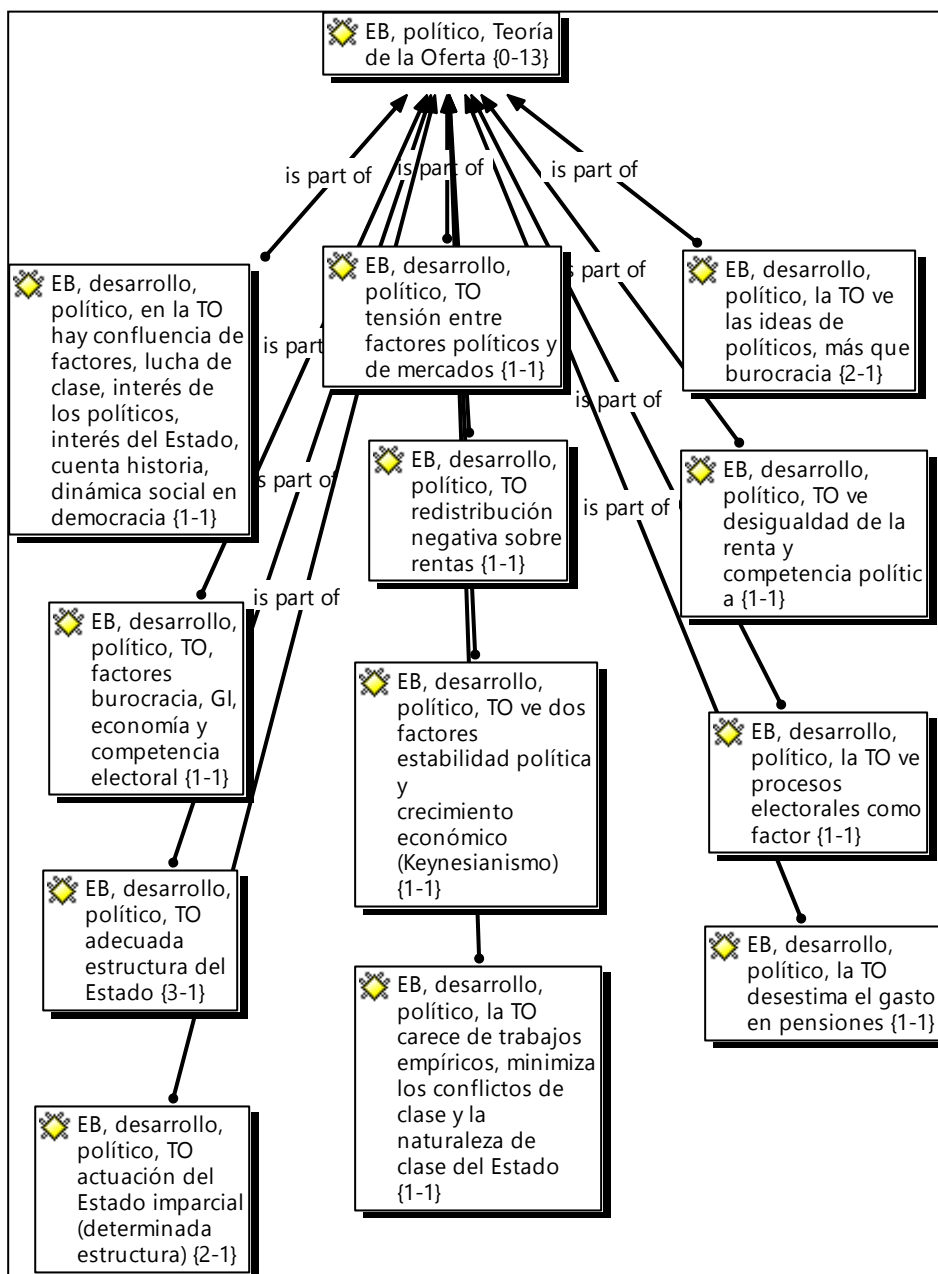 EB, político, Teoría
de la Oferta {0-13}
is part of
is part of
is part of
EB, desarrollo,
político, en la TO
hay confluencia de
factores, lucha de
clase, interés de
los políticos,
interés del Estado,
cuenta historia,
dinámica social en
democracia {1-1}
EB, desarrollo,
político, TO
tensión entre
factores políticos y
de mercados {1-1}
EB, desarrollo,
político, la TO ve
las ideas de
políticos, más que
burocracia {2-1}
is part of
is part
is part of
EB, desarrollo,
político, TO
redistribución
negativa sobre
rentas {1-1}
EB, desarrollo,
político, TO ve
desigualdad de la
renta y
competencia polític
a {1-1}
is part of
is part of
is part of
EB, desarrollo,
político, TO,
factores
burocracia, GI,
economía y
competencia
electoral {1-1}
EB, desarrollo,
político, TO ve dos
factores
estabilidad política
y
crecimiento
económico
(Keynesianismo)
{1-1}
EB, desarrollo,
político, la TO ve
procesos
electorales como
factor {1-1}
EB, desarrollo,
político, TO
adecuada
estructura del
Estado {3-1}
EB, desarrollo,
político, la TO
carece de trabajos
empíricos, minimiza
los conflictos de
clase y la
naturaleza de
clase del Estado
{1-1}
EB, desarrollo,
político, la TO
desestima el gasto
en pensiones {1-1}
EB, desarrollo,
político, TO
actuación del
Estado imparcial
(determinada
estructura) {2-1}